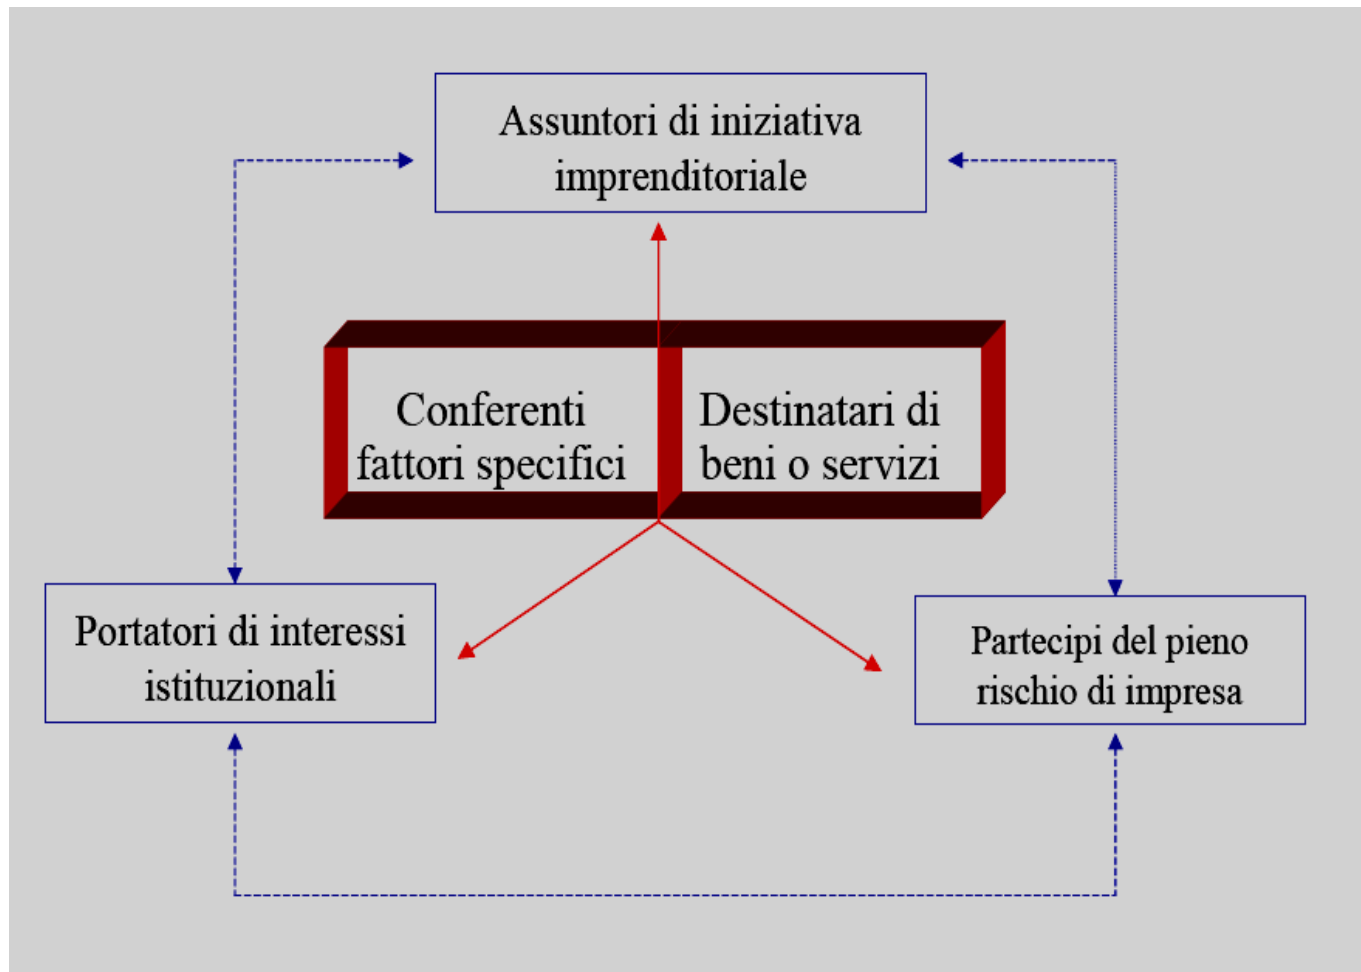 Assuntori di iniziativa
imprenditoriale
Conferenti
fattori specifici
Destinatari di
beni o servizi
Portatori di interessi
istituzionali
Partecipi del pieno
rischio di impresa